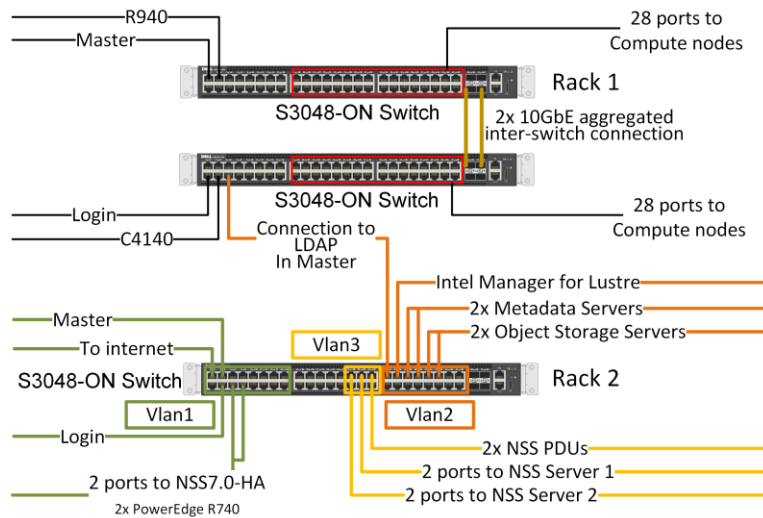 R940
Master
28 ports to
Compute nodes
Rack 1
S3048-ON Switch
2x 10GbE aggregated
inter-switch connection
S3048-ON Switch
Login
C4140
Connection to
LDAP
In Master
28 ports to
Compute nodes
Intel Manager for Lustre
2x Metadata Servers
2x Object Storage Servers
Master
To internet
Vlan3
S3048-ON Switch
Rack 2
Vlan1
Vlan2
Login
2x NSS PDUs
2 ports to NSS Server 1
2 ports to NSS Server 2
2 ports to NSS7.0-HA
2x PowerEdge R740